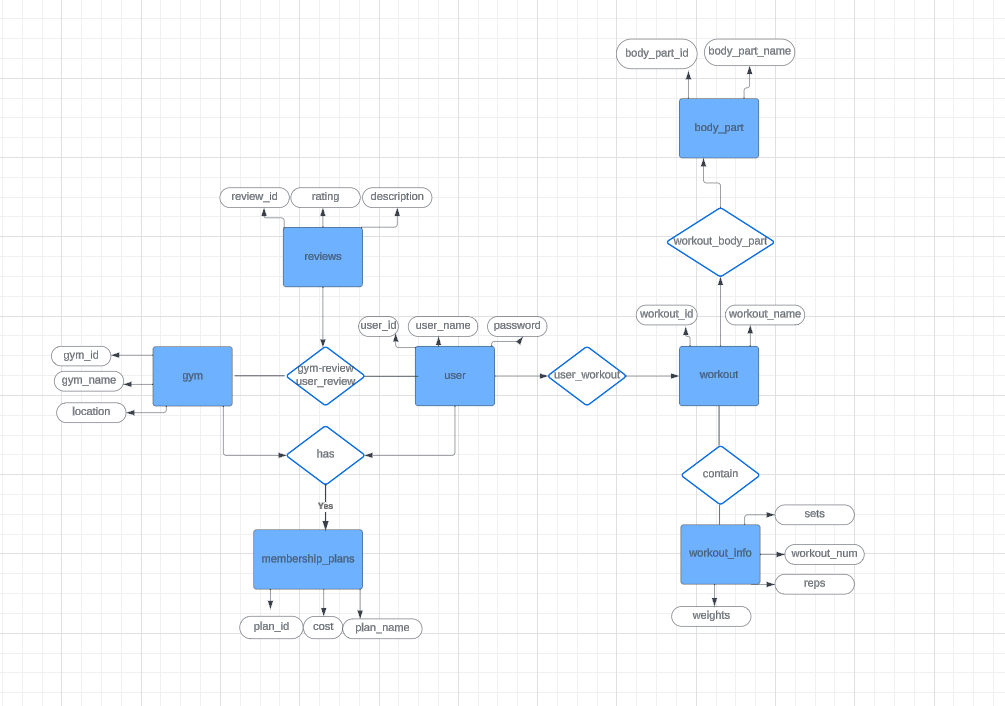 body_part_id
body_part_name
body_part
review_id
rating
description
workout_body_part
reviews
workout_id
workout_name
user_id
user_name
password
gym_id
gym_name
location
gym
gym-review
user_review
user
user_workout
workout
has
contain
Yes
sets
membership_plans
workout_info
workout_num
reps
weights
plan_id
cost
plan_name